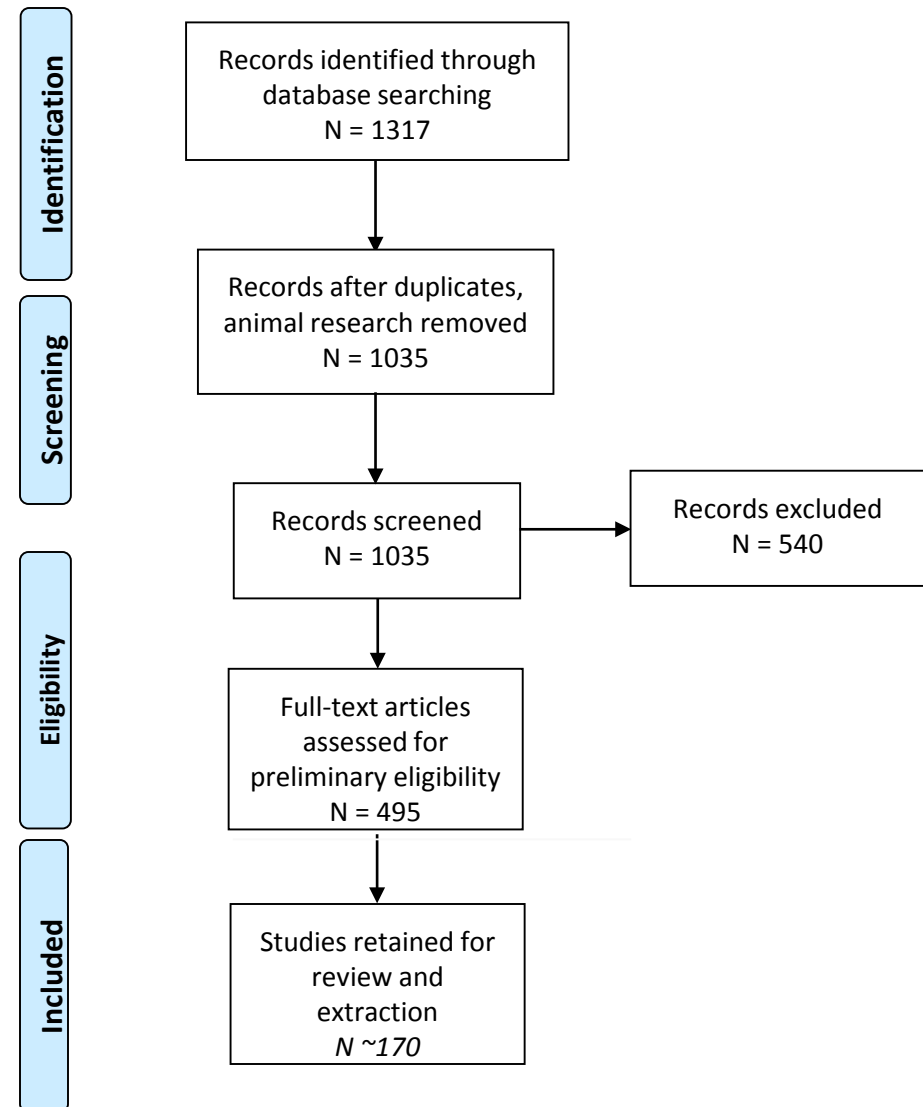 Identification
Records identified through
database searching
N = 1317
Records after duplicates,
animal research removed
N = 1035
Screening
Records screened
N = 1035
Records excluded
N = 540
Eligibility
Full-text articles
assessed for
preliminary eligibility
N = 495
Included
Studies retained for
review and
extraction
N ~170